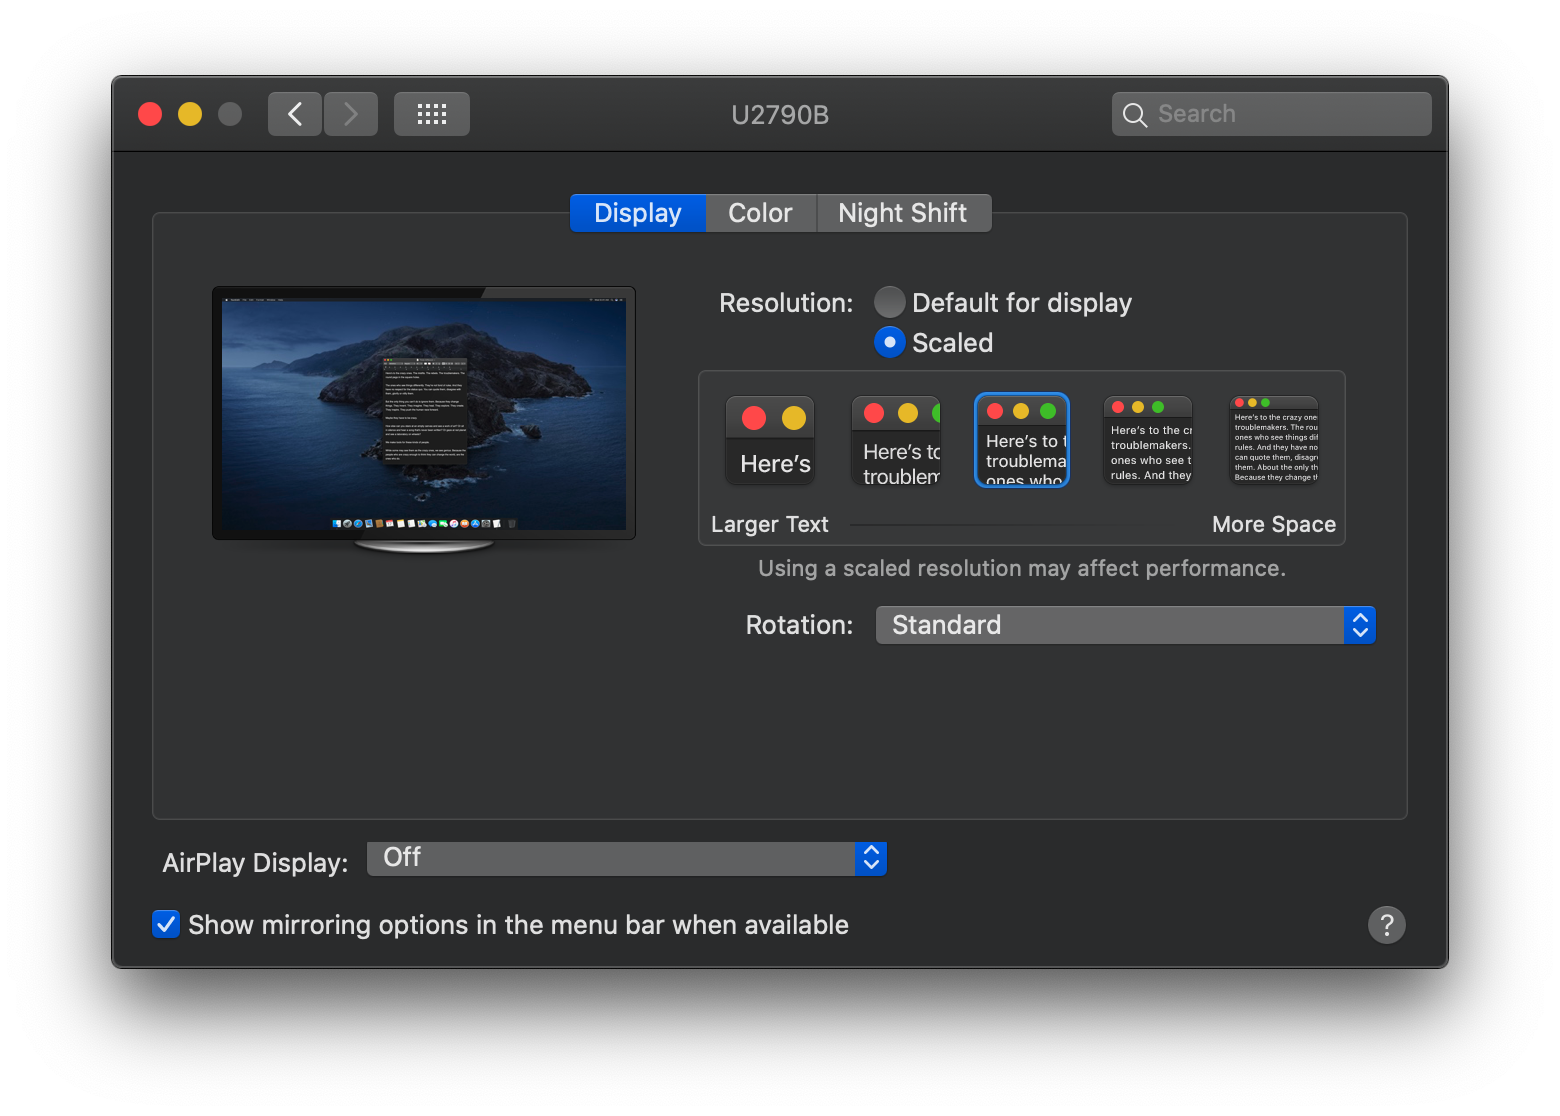 U2790B
Search
Display Color Night Shift
Resolution: Default for display
Scaled
Here's
Here's to
troublem
Here's to t
troublema
ones who
Here's to the cr
troublemakers.
ones see t
rules. And they
Here's to the crazy one
troublemakers. The rou
ones who see things dif
rules. And they have no
can quote them, disagr
them. About the only th
Because they change th
Larger Text More Space
Using a scaled resolution may affect performance.
Rotation: Standard
AirPlay Display: Off
Show mirroring options in the menu bar when available
?